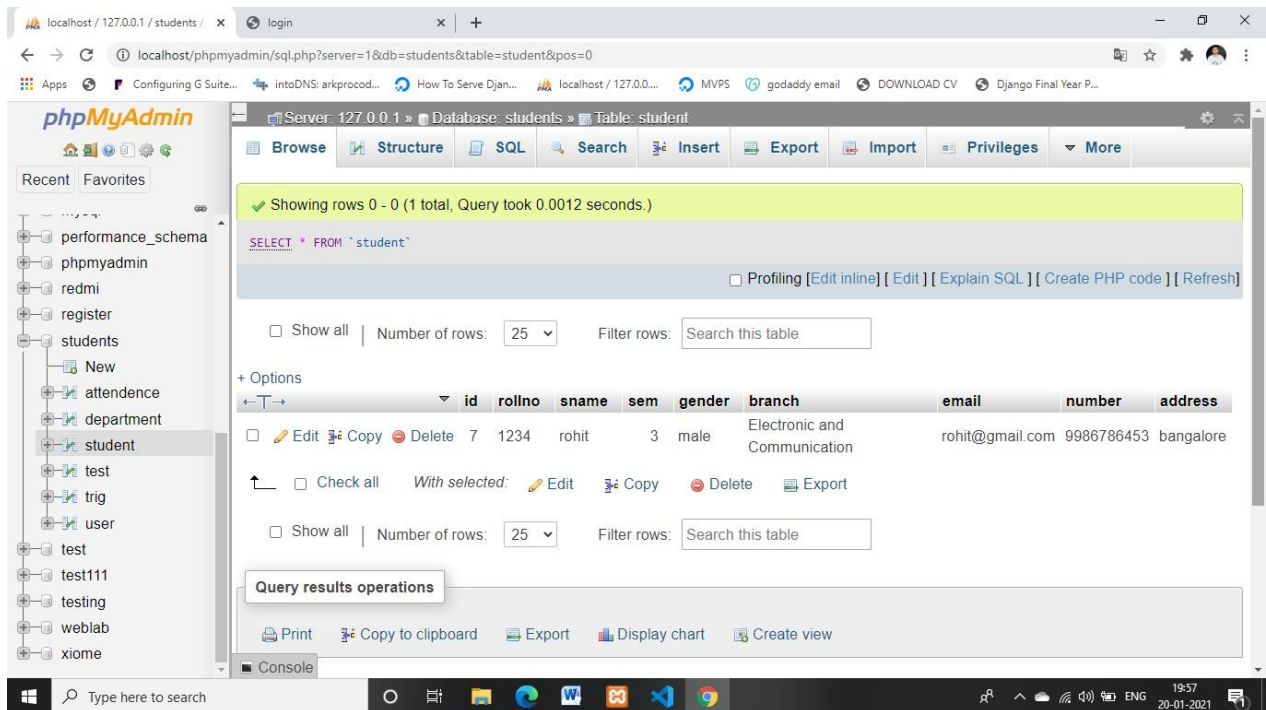 localhost / 127.0.0.1 / students /
login
localhost/phpmyadmin/sql.php?server=1&db=students&table=student&pos=0
Apps Configuring G Suite... intoDNS: arkprocod... How To Serve Djan... localhost / 127.0.0.... MVPS godaddy email DOWNLOAD CV Django Final Year P...
phpMyAdmin
Recent Favorites
performance_schema
phpmyadmin
redmi
register
students
New
attendence
department
student
test
trig
user
test
test111
testing
weblab
xiome
Server: 127.0.0.1 » Database: students » Table: student
Browse Structure SQL Search Insert Export Import Privileges More
Showing rows 0 - 0 (1 total, Query took 0.0012 seconds.)
SELECT * FROM `student`
Profiling [Edit inline] [ Edit ] [ Explain SQL ] [ Create PHP code ] [ Refresh]
Show all | Number of rows: 25 Filter rows: Search this table
+ Options
←T→ id rollno sname sem gender branch email number address
Edit Copy Delete 7 1234 rohit 3 male Electronic and Communication rohit@gmail.com 9986786453 bangalore
Check all With selected: Edit Copy Delete Export
Show all | Number of rows: 25 Filter rows: Search this table
Query results operations
Print Copy to clipboard Export Display chart Create view
Console
Type here to search
ENG
19:57
20-01-2021